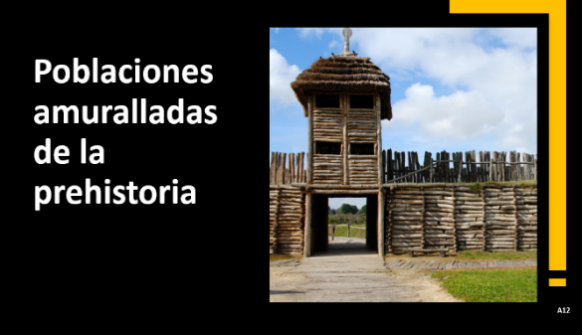 Poblaciones
amuralladas
de la
prehistoria
A12